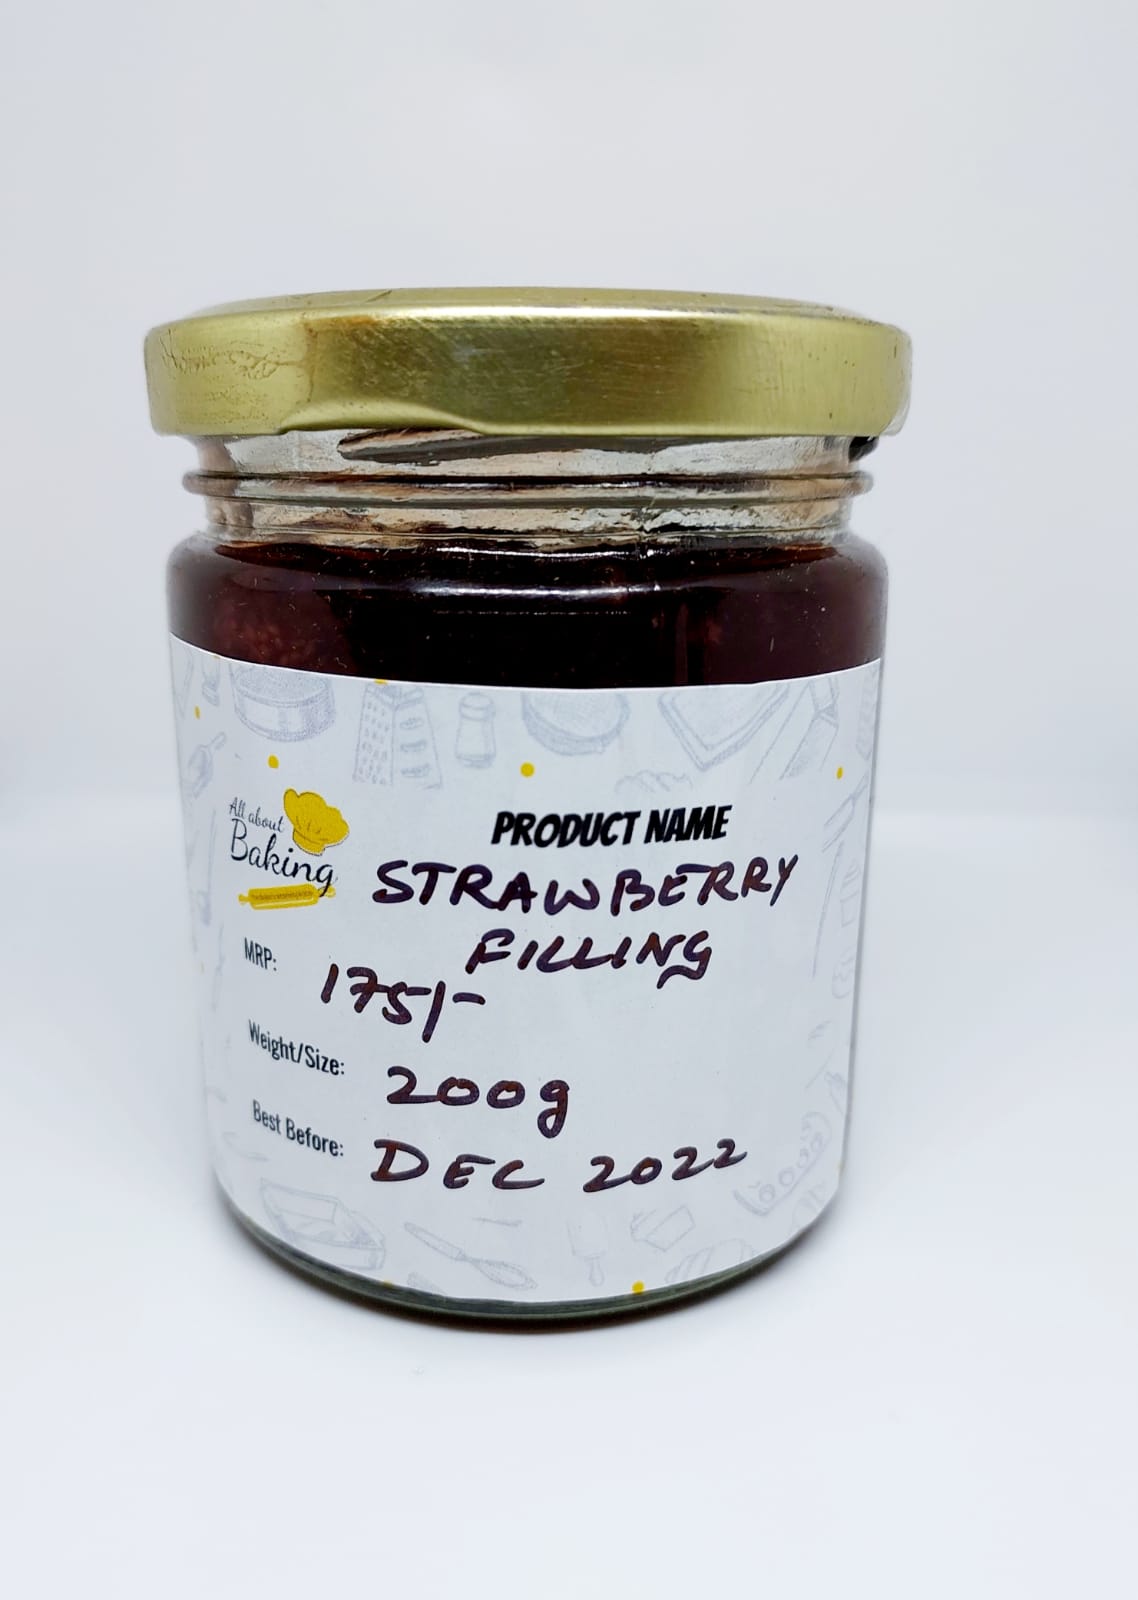 All about
Baking
PRODUCT NAME
STRAWBERRY
FILLING
MRP: 175/-
Weight/Size: 200g
Best Before: DEC 2022